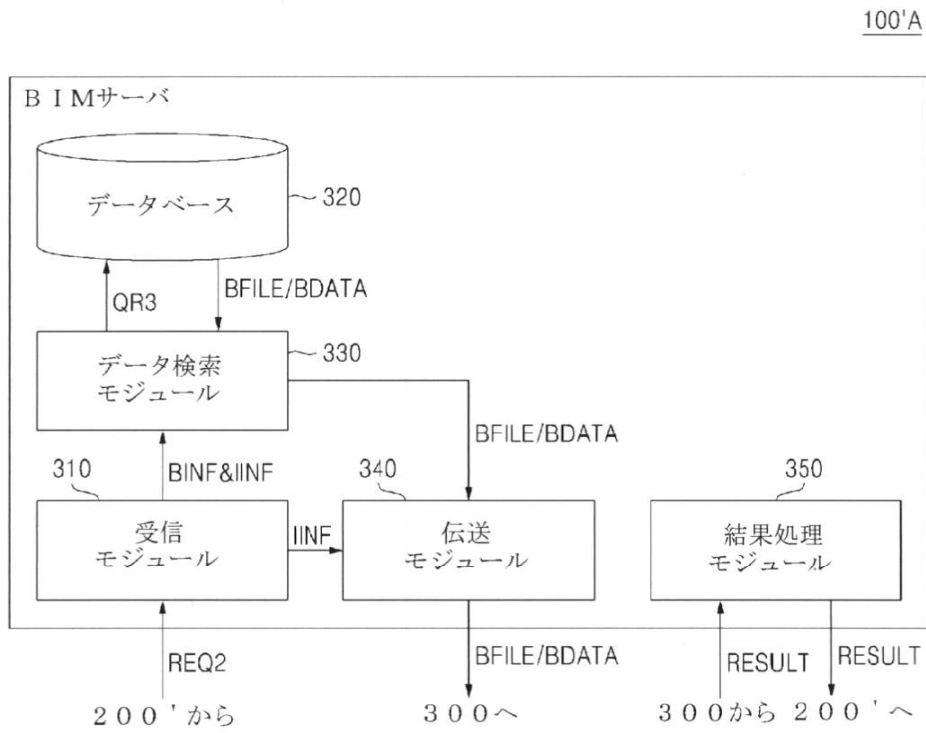 100'A
ＢＩＭサーバ
データベース
320
QR3
BFILE/BDATA
データ検索
モジュール
330
BFILE/BDATA
310
BINF&IINF
340
350
受信
モジュール
IINF
伝送
モジュール
結果処理
モジュール
REQ2
BFILE/BDATA
RESULT
RESULT
２００'から
３００へ
３００から
２００'へ